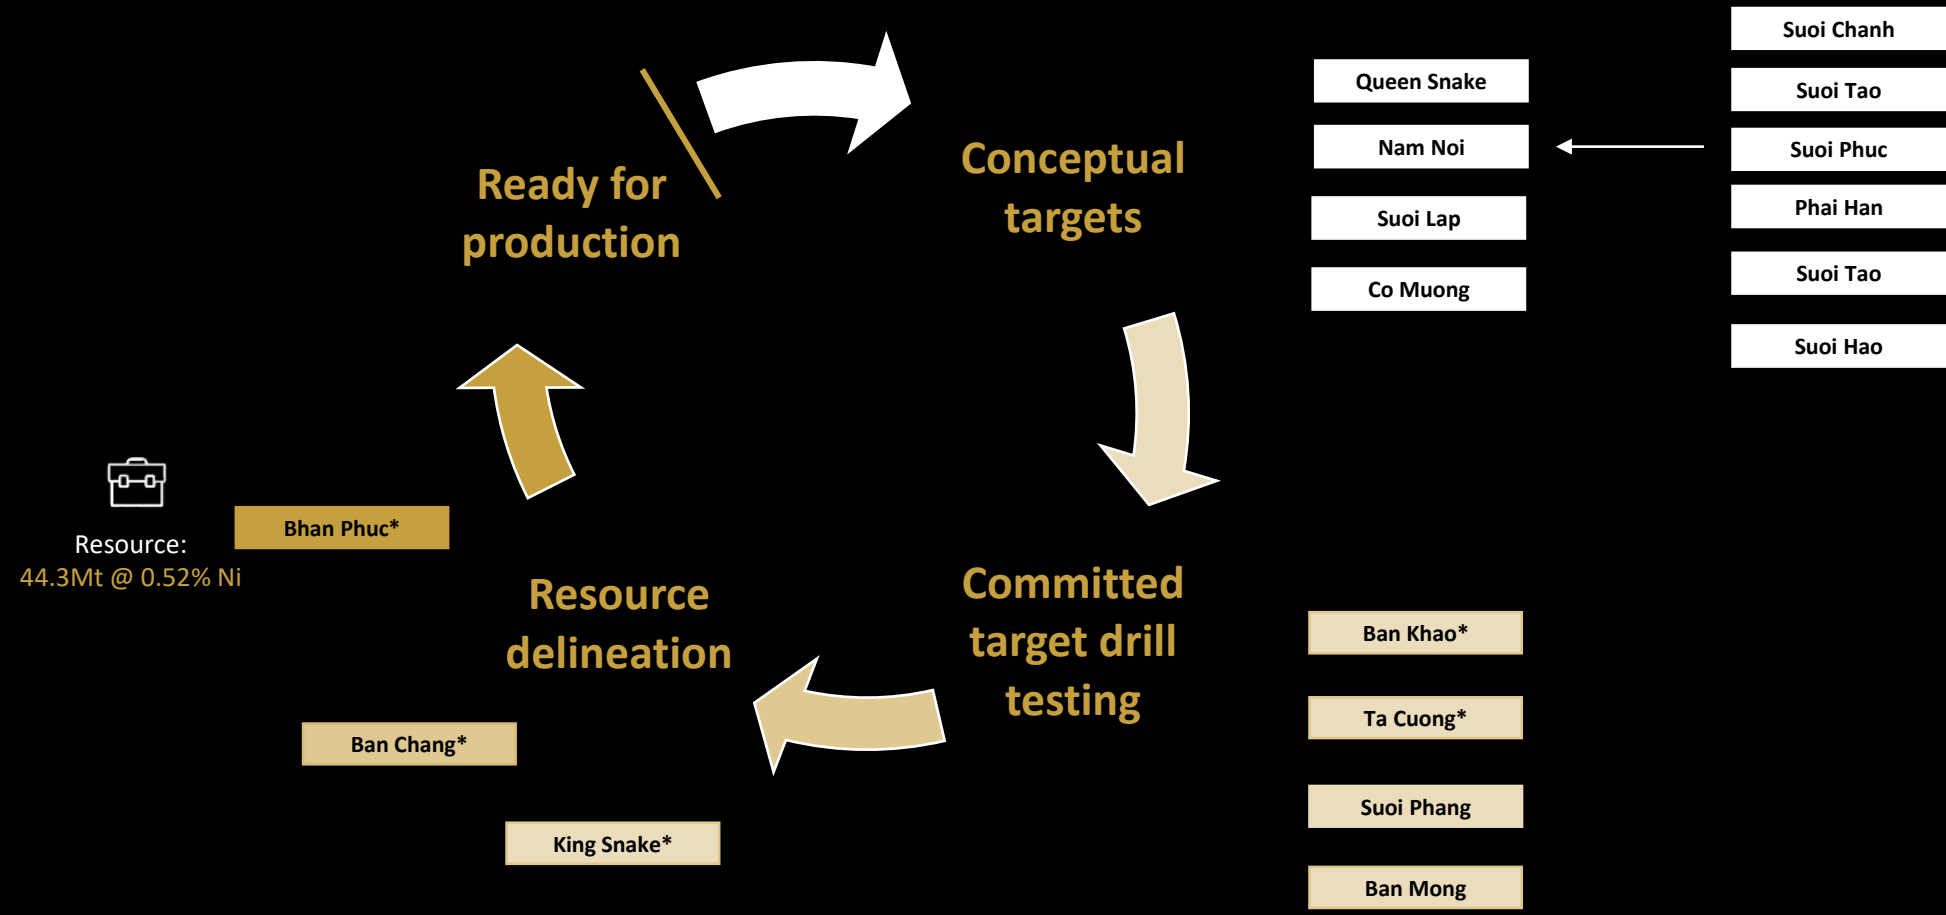 Ready for
production
Conceptual
targets
Queen Snake
Nam Noi
Suoi Lap
Co Muong
Suoi Chanh
Suoi Tao
Suoi Phuc
Phai Han
Suoi Tao
Suoi Hao
Resource:
44.3Mt @ 0.52% Ni
Bhan Phuc*
Resource
delineation
Ban Chang*
King Snake*
Committed
target drill
testing
Ban Khao*
Ta Cuong*
Suoi Phang
Ban Mong